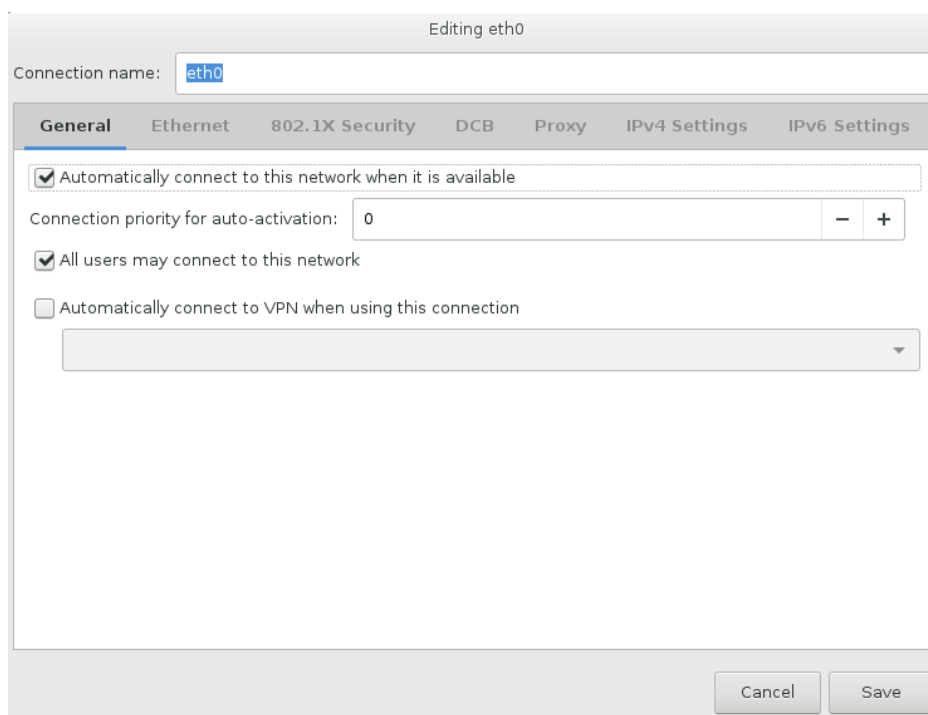 Editing eth0
Connection name: eth0
General Ethernet 802.1X Security DCB Proxy IPv4 Settings IPv6 Settings
Automatically connect to this network when it is available
Connection priority for auto-activation: 0 − +
All users may connect to this network
Automatically connect to VPN when using this connection
Cancel Save